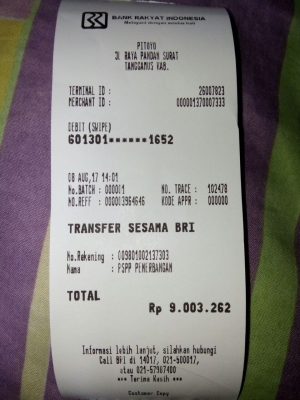 BANK RAKYAT INDONESIA
Melayani dengan setulus hati
PITOYO
JL RAYA PANDAN SURAT
TANGGAMUS KAB.
TERMINAL ID : 26007823
MERCHANT ID : 000001370007333
DEBIT (SWIPE)
601301******1652
08 AUG,17 14:01
No.BATCH : 000001 NO. TRACE : 102478
NO.REFF : 000003964646 KODE APPR : 000000
TRANSFER SESAMA BRI
No.Rekening : 009801002137303
Nama : PSPP PENERBANGAN
TOTAL
Rp 9.003.262
Informasi lebih lanjut, silahkan hubungi
Call BRI di 14017, 021-500017,
atau 021-57987400
*** Terima Kasih ***
Customer Copy